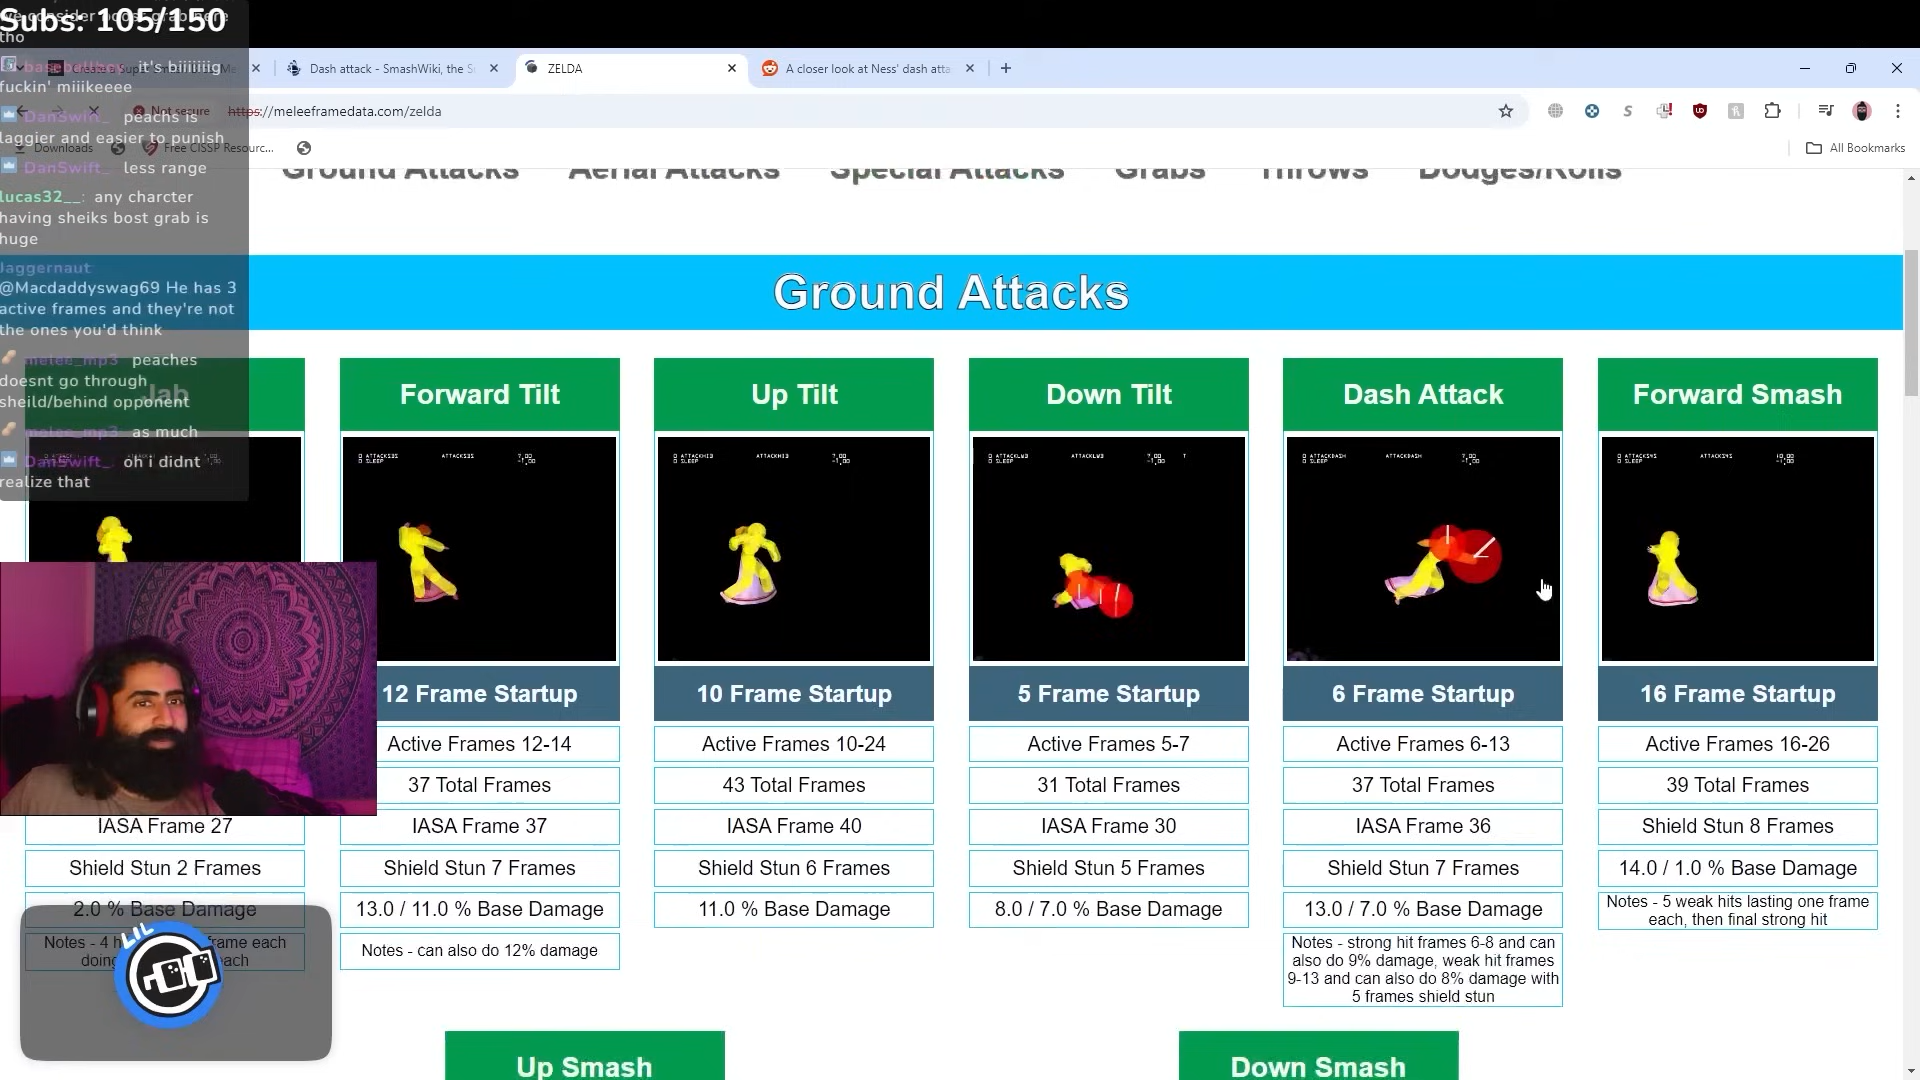 Subs: 105/150
tho
baseballboy it's biiiiiiig
fuckin' miiikeeee
DanSwift_ peachs is
laggier and easier to punish
DanSwift_ less range
lucas32__: any charcter
having sheiks bost grab is
huge
Jaggernaut
@Macdaddyswag69 He has 3
active frames and they're not
the ones you'd think
melee_mp3 peaches
doesnt go through
sheild/behind opponent
melee_mp3 as much
DanSwift_ oh i didnt
realize that
Dash attack - SmashWiki, the S
ZELDA
A closer look at Ness' dash atta
Not secure
https://meleeframedata.com/zelda
Downloads
Free CISSP Resourc...
All Bookmarks
Ground Attacks
Aerial Attacks
Special Attacks
Grabs
Throws
Dodges/Rolls
Ground Attacks
Jab
IASA Frame 27
Shield Stun 2 Frames
2.0 % Base Damage
Forward Tilt
12 Frame Startup
Active Frames 12-14
37 Total Frames
IASA Frame 37
Shield Stun 7 Frames
13.0 / 11.0 % Base Damage
Notes - can also do 12% damage
Up Tilt
10 Frame Startup
Active Frames 10-24
43 Total Frames
IASA Frame 40
Shield Stun 6 Frames
11.0 % Base Damage
Down Tilt
5 Frame Startup
Active Frames 5-7
31 Total Frames
IASA Frame 30
Shield Stun 5 Frames
8.0 / 7.0 % Base Damage
Dash Attack
6 Frame Startup
Active Frames 6-13
37 Total Frames
IASA Frame 36
Shield Stun 7 Frames
13.0 / 7.0 % Base Damage
Notes - strong hit frames 6-8 and can
also do 9% damage, weak hit frames
9-13 and can also do 8% damage with
5 frames shield stun
Forward Smash
16 Frame Startup
Active Frames 16-26
39 Total Frames
Shield Stun 8 Frames
14.0 / 1.0 % Base Damage
Notes - 5 weak hits lasting one frame
each, then final strong hit
LIL
Up Smash
Down Smash